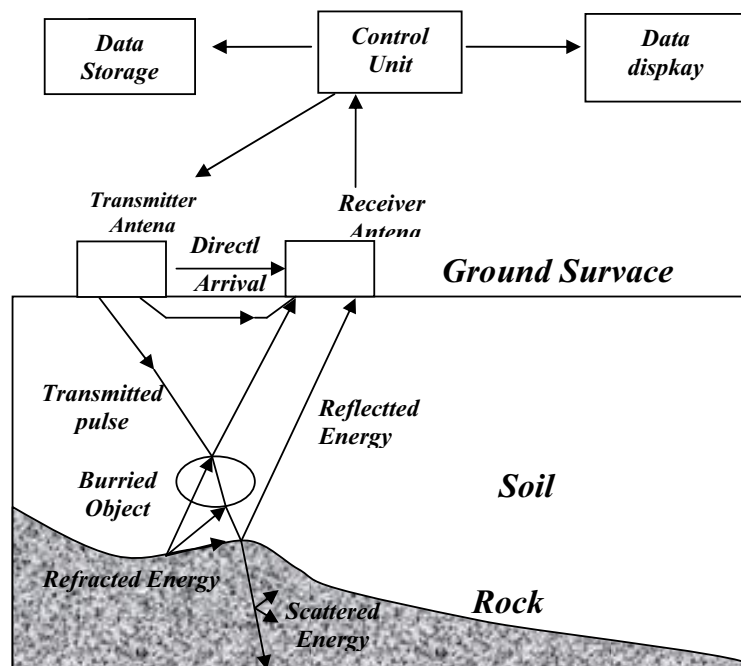 Data
Storage
Control
Unit
Data
dispkay
Transmitter
Antena
Receiver
Antena
Directl
Arrival
Ground Survace
Transmitted
pulse
Reflectted
Energy
Burried
Object
Soil
Refracted Energy
Rock
Scattered
Energy